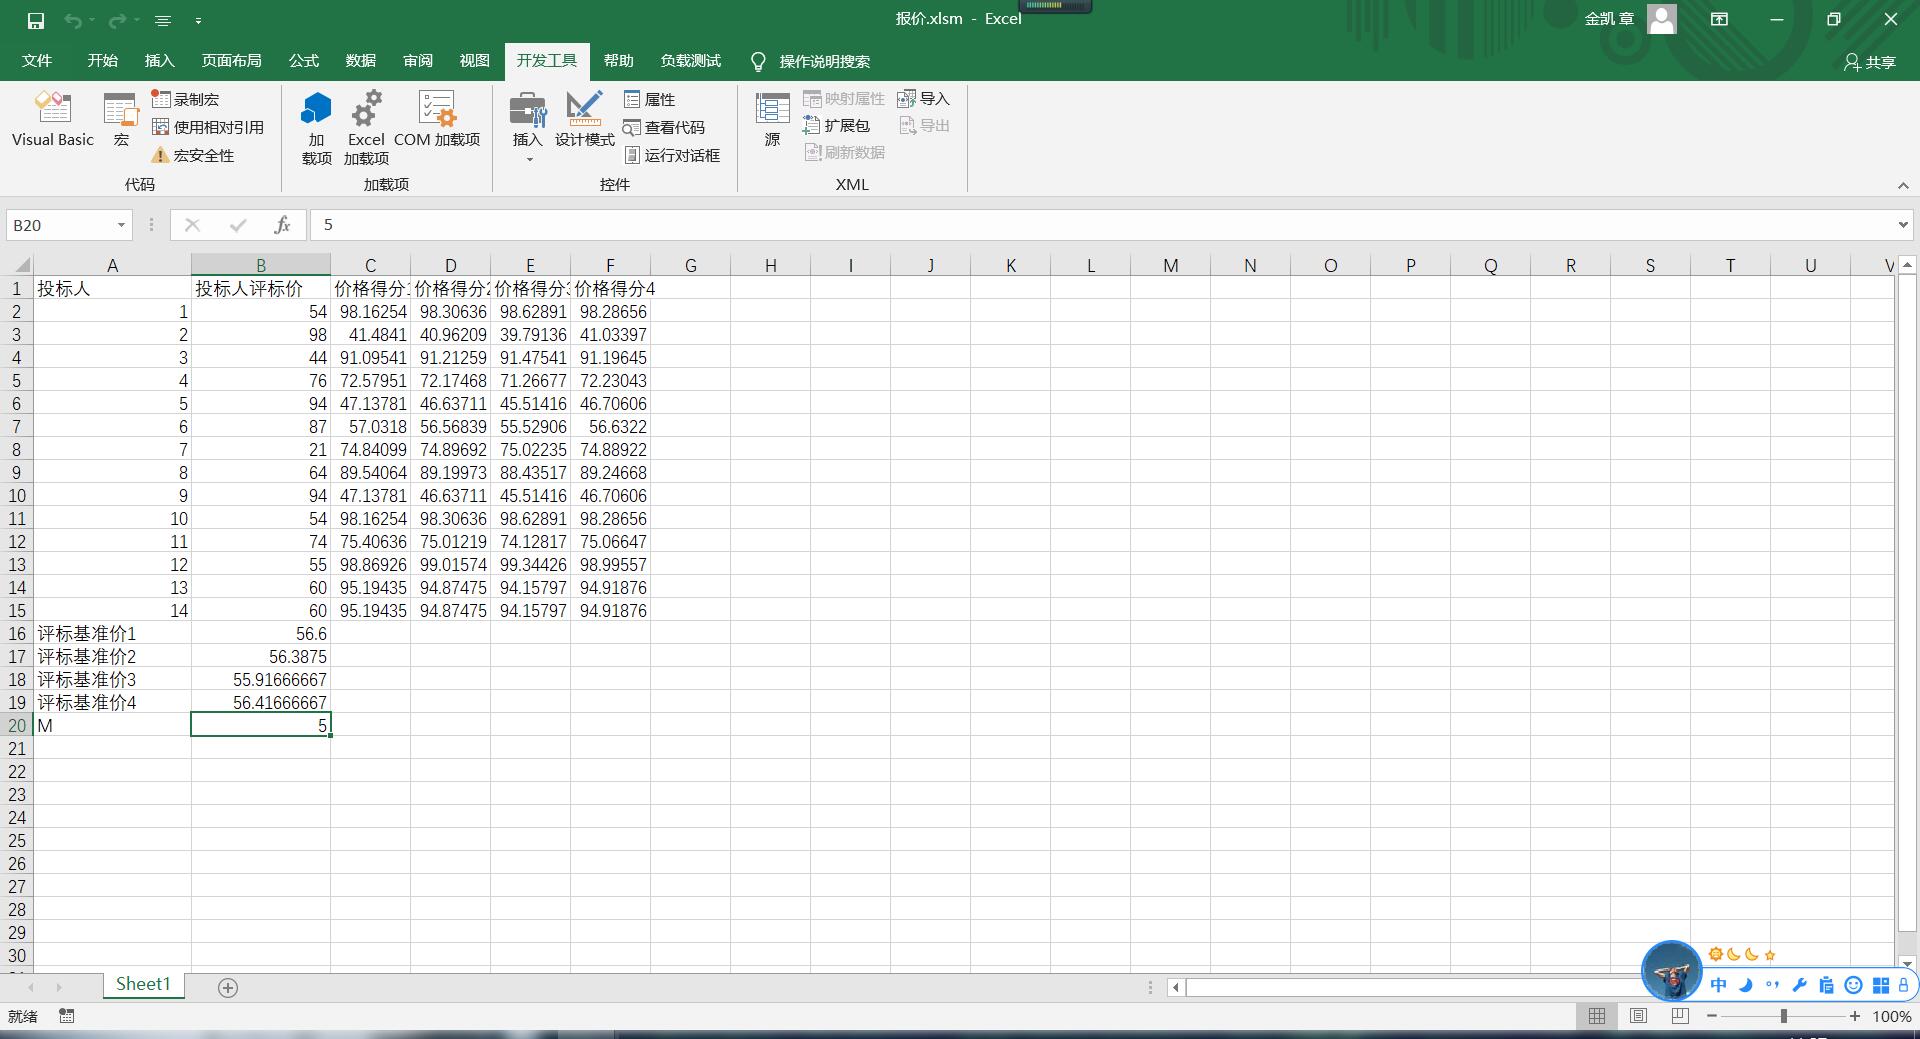 报价.xlsm - Excel
金凯 章
文件 开始 插入 页面布局 公式 数据 审阅 视图 开发工具 帮助 负载测试 操作说明搜索 共享
Visual Basic
宏
录制宏
使用相对引用
宏安全性
代码
加载项
Excel 加载项
COM 加载项
加载项
插入
设计模式
属性
查看代码
运行对话框
控件
源
映射属性
扩展包
刷新数据
导入
导出
XML
B20 fx 5
A B C D E F G H I J K L M N O P Q R S T U V
1 投标人 投标人评标价 价格得分1 价格得分2 价格得分3 价格得分4
2 1 54 98.16254 98.30636 98.62891 98.28656
3 2 98 41.4841 40.96209 39.79136 41.03397
4 3 44 91.09541 91.21259 91.47541 91.19645
5 4 76 72.57951 72.17468 71.26677 72.23043
6 5 94 47.13781 46.63711 45.51416 46.70606
7 6 87 57.0318 56.56839 55.52906 56.6322
8 7 21 74.84099 74.89692 75.02235 74.88922
9 8 64 89.54064 89.19973 88.43517 89.24668
10 9 94 47.13781 46.63711 45.51416 46.70606
11 10 54 98.16254 98.30636 98.62891 98.28656
12 11 74 75.40636 75.01219 74.12817 75.06647
13 12 55 98.86926 99.01574 99.34426 98.99557
14 13 60 95.19435 94.87475 94.15797 94.91876
15 14 60 95.19435 94.87475 94.15797 94.91876
16 评标基准价1 56.6
17 评标基准价2 56.3875
18 评标基准价3 55.91666667
19 评标基准价4 56.41666667
20 M 5
21
22
23
24
25
26
27
28
29
30
Sheet1
中
就绪
100%